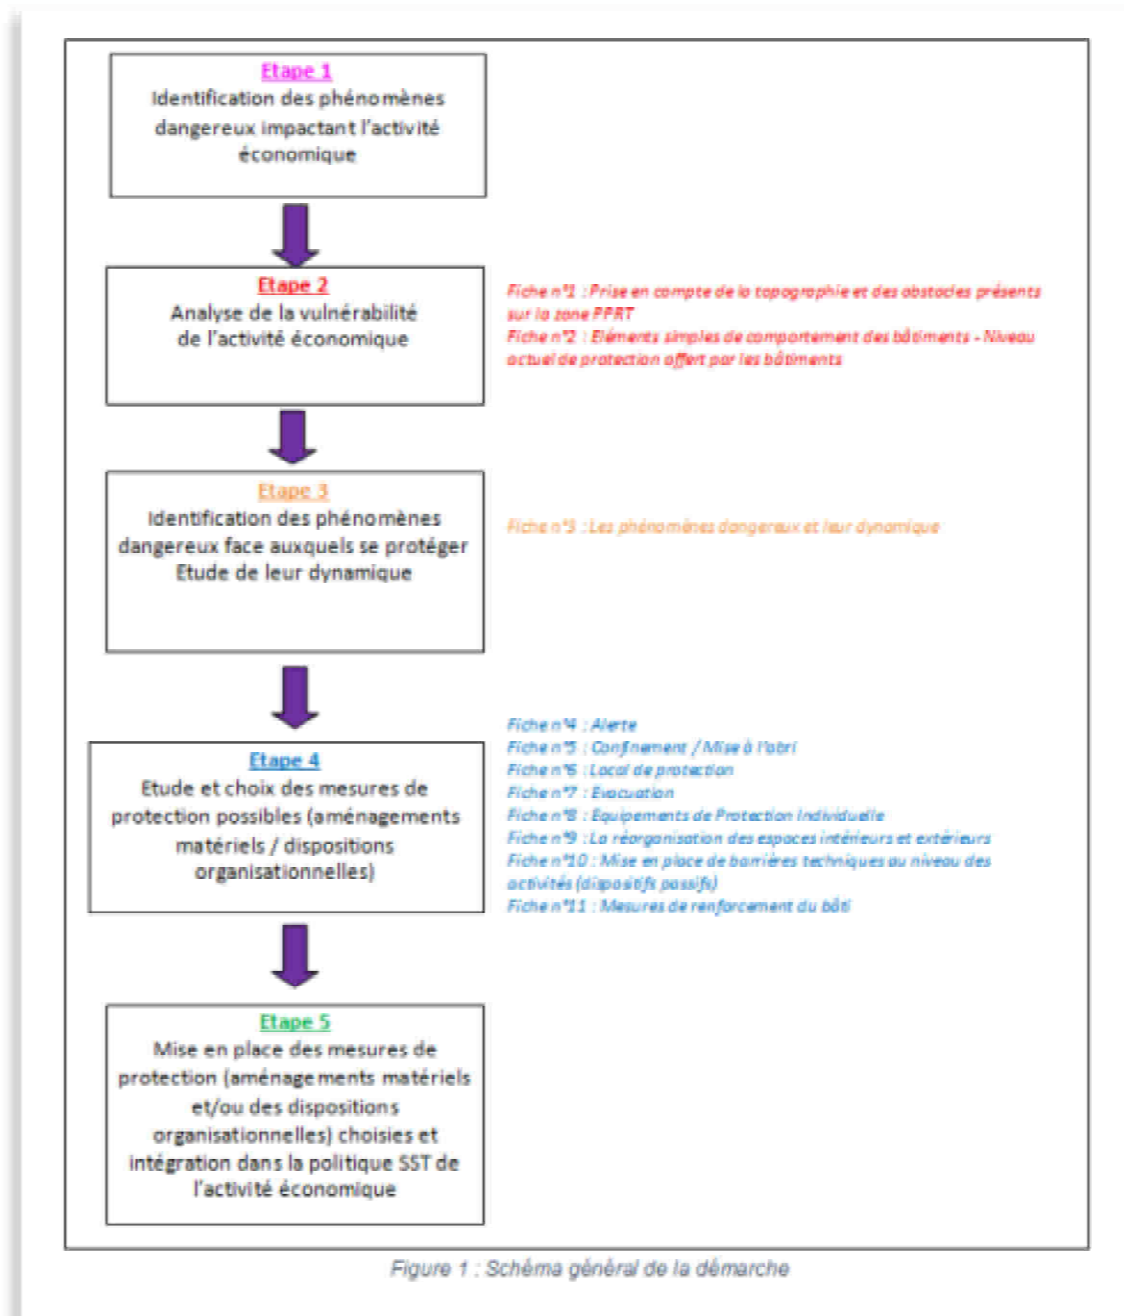 Etape 1
Identification des phénomènes
dangereux impactant l'activité
économique
Etape 2
Analyse de la vulnérabilité
de l'activité économique
Fiche n°1 : Prise en compte de la topographie et des obstacles présents
sur la zone PPRT
Fiche n°2 : Eléments simples de comportement des bâtiments - Niveau
actuel de protection offert par les bâtiments
Etape 3
Identification des phénomènes
dangereux face auxquels se protéger
Etude de leur dynamique
Fiche n°3 : Les phénomènes dangereux et leur dynamique
Etape 4
Etude et choix des mesures de
protection possibles (aménagements
matériels / dispositions
organisationnelles)
Fiche n°4 : Alerte
Fiche n°5 : Confinement / Mise à l'abri
Fiche n°6 : Local de protection
Fiche n°7 : Evacuation
Fiche n°8 : Equipements de Protection Individuelle
Fiche n°9 : La réorganisation des espaces intérieurs et extérieurs
Fiche n°10 : Mise en place de barrières techniques au niveau des
activités (dispositifs passifs)
Fiche n°11 : Mesures de renforcement du bâti
Etape 5
Mise en place des mesures de
protection (aménagements matériels
et/ou des dispositions
organisationnelles) choisies et
intégration dans la politique SST de
l'activité économique
Figure 1 : Schéma général de la démarche